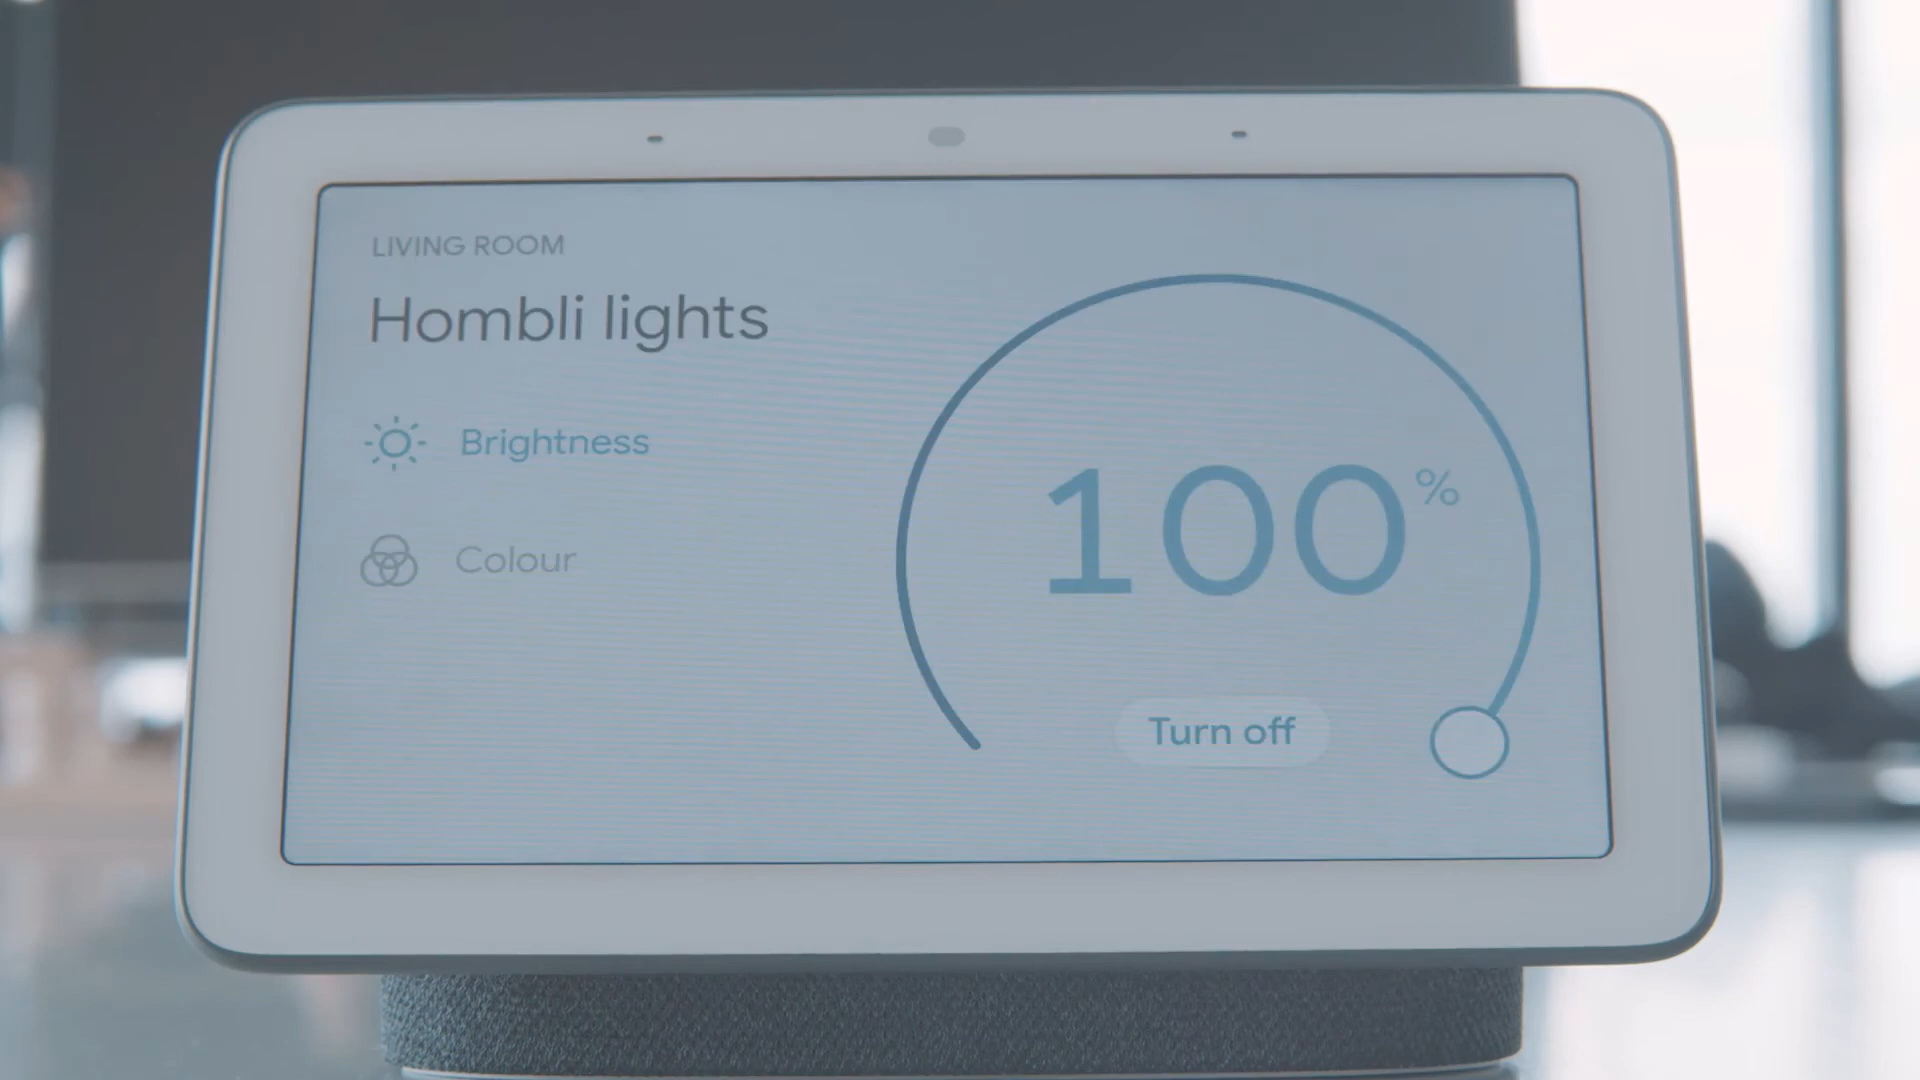 LIVING ROOM
Hombli lights
Brightness
Colour
100%
Turn off